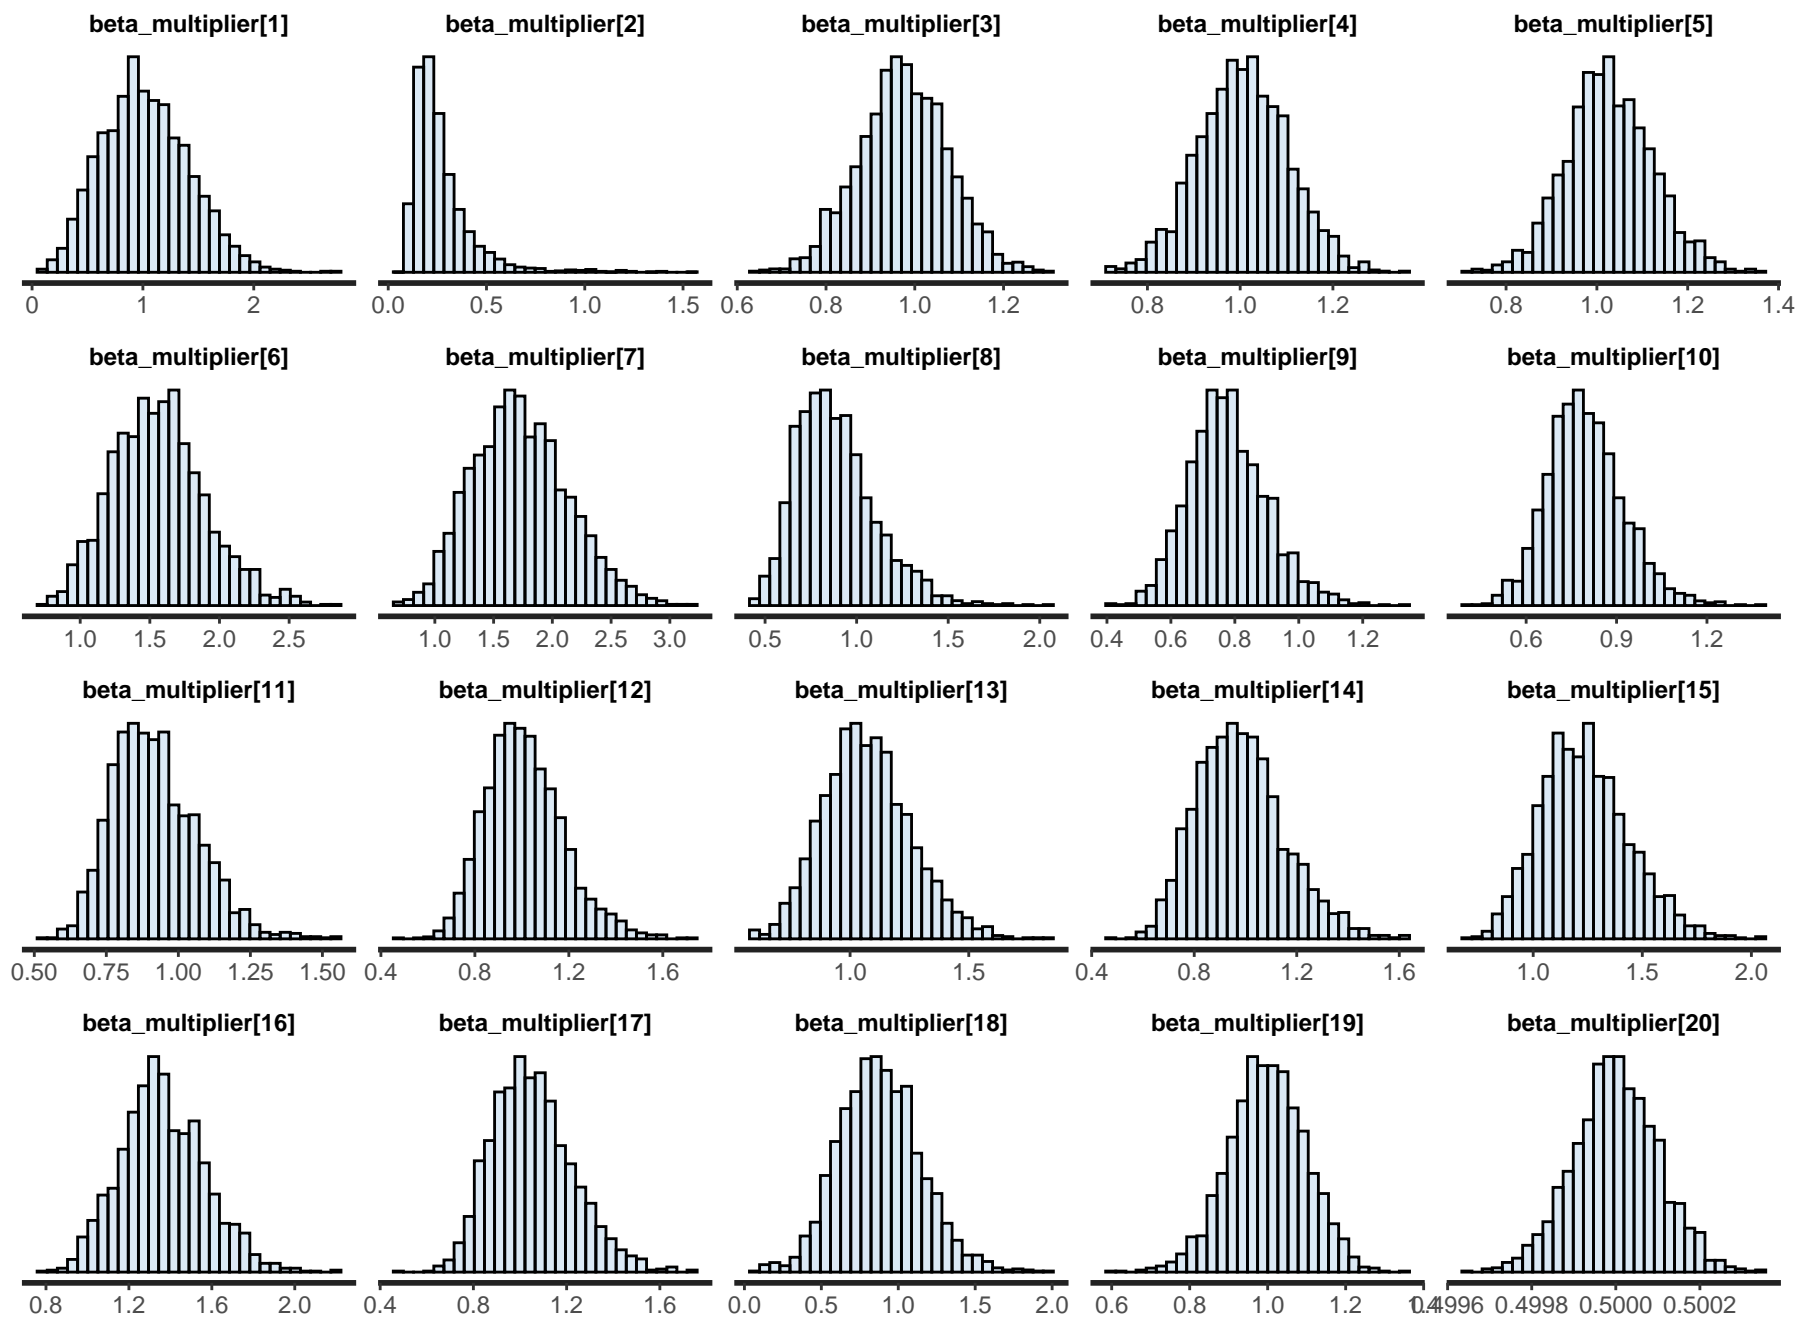 beta_multiplier[1] beta_multiplier[2] beta_multiplier[3] beta_multiplier[4] beta_multiplier[5]
0 1 2 0.0 0.5 1.0 1.5 0.6 0.8 1.0 1.2 0.8 1.0 1.2 0.8 1.0 1.2 1.4
beta_multiplier[6] beta_multiplier[7] beta_multiplier[8] beta_multiplier[9] beta_multiplier[10]
1.0 1.5 2.0 2.5 1.0 1.5 2.0 2.5 3.0 0.5 1.0 1.5 2.0 0.4 0.6 0.8 1.0 1.2 0.6 0.9 1.2
beta_multiplier[11] beta_multiplier[12] beta_multiplier[13] beta_multiplier[14] beta_multiplier[15]
0.50 0.75 1.00 1.25 1.50 0.4 0.8 1.2 1.6 1.0 1.5 0.4 0.8 1.2 1.6 1.0 1.5 2.0
beta_multiplier[16] beta_multiplier[17] beta_multiplier[18] beta_multiplier[19] beta_multiplier[20]
0.8 1.2 1.6 2.0 0.4 0.8 1.2 1.6 0.0 0.5 1.0 1.5 2.0 0.6 0.8 1.0 1.2 1.4 0.4996 0.4998 0.5000 0.5002